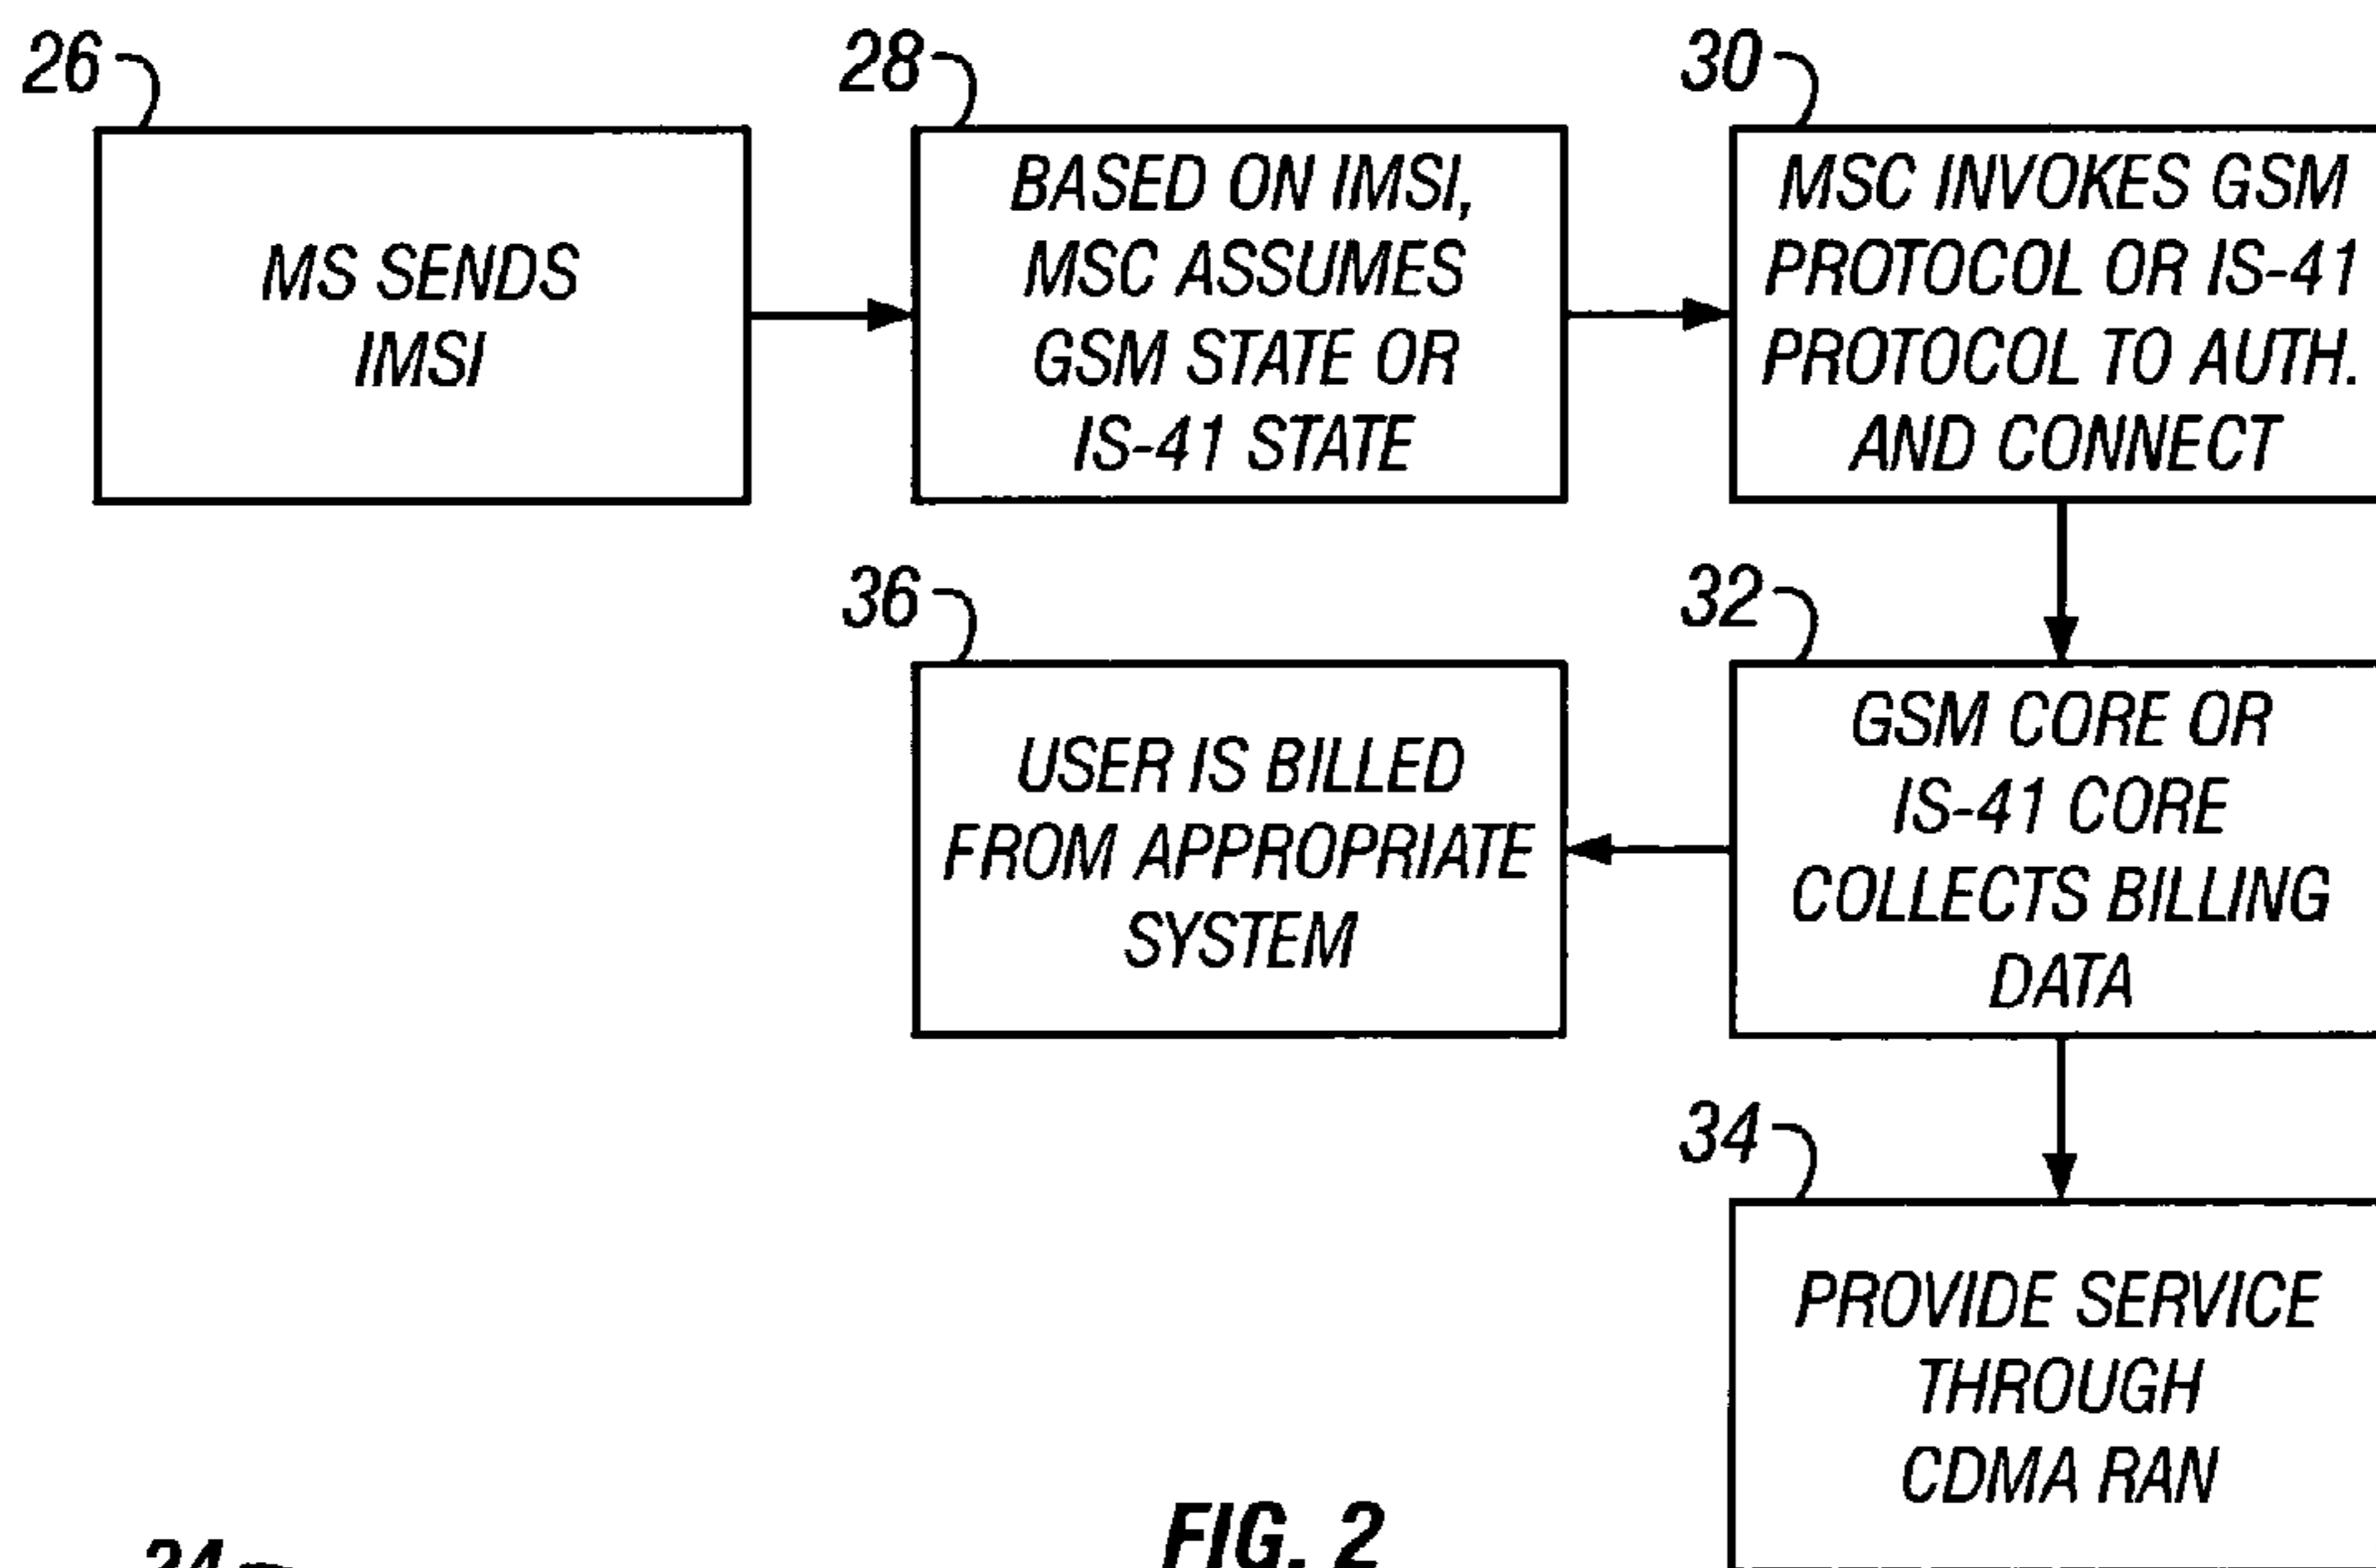 26
MS SENDS
IMSI
28
BASED ON IMSI,
MSC ASSUMES
GSM STATE OR
IS-41 STATE
30
MSC INVOKES GSM
PROTOCOL OR IS-41
PROTOCOL TO AUTH.
AND CONNECT
36
USER IS BILLED
FROM APPROPRIATE
SYSTEM
32
GSM CORE OR
IS-41 CORE
COLLECTS BILLING
DATA
34
PROVIDE SERVICE
THROUGH
CDMA RAN
FIG. 2